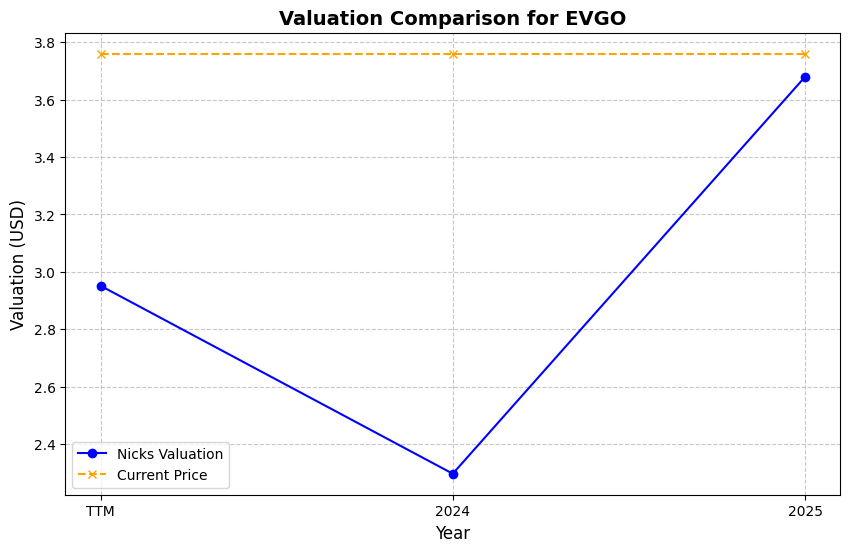 Valuation Comparison for EVGO
Valuation (USD)
3.8
3.6
3.4
3.2
3.0
2.8
2.6
2.4
Nicks Valuation
Current Price
TTM
2024
2025
Year